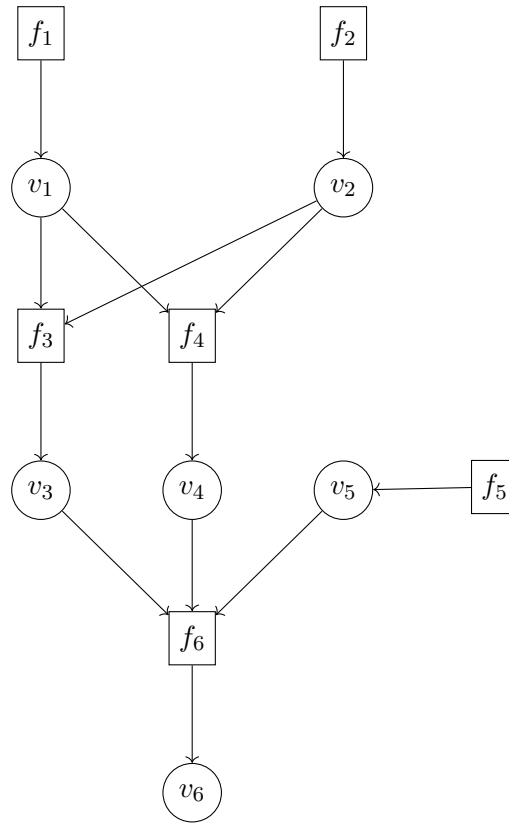 f₁ f₂
v₁ v₂
f₃ f₄
v₃ v₄ v₅ f₅
f₆
v₆